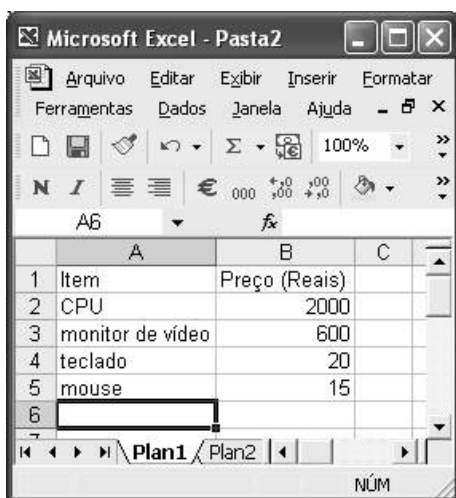 Microsoft Excel - Pasta2
Arquivo Editar Exibir Inserir Formatar
Ferramentas Dados Janela Ajuda
Σ 100% »
N I € 000 ,00 ,00 »
A6 fx
A B C
1 Item Preço (Reais)
2 CPU 2000
3 monitor de vídeo 600
4 teclado 20
5 mouse 15
6
Plan1 Plan2
NÚM